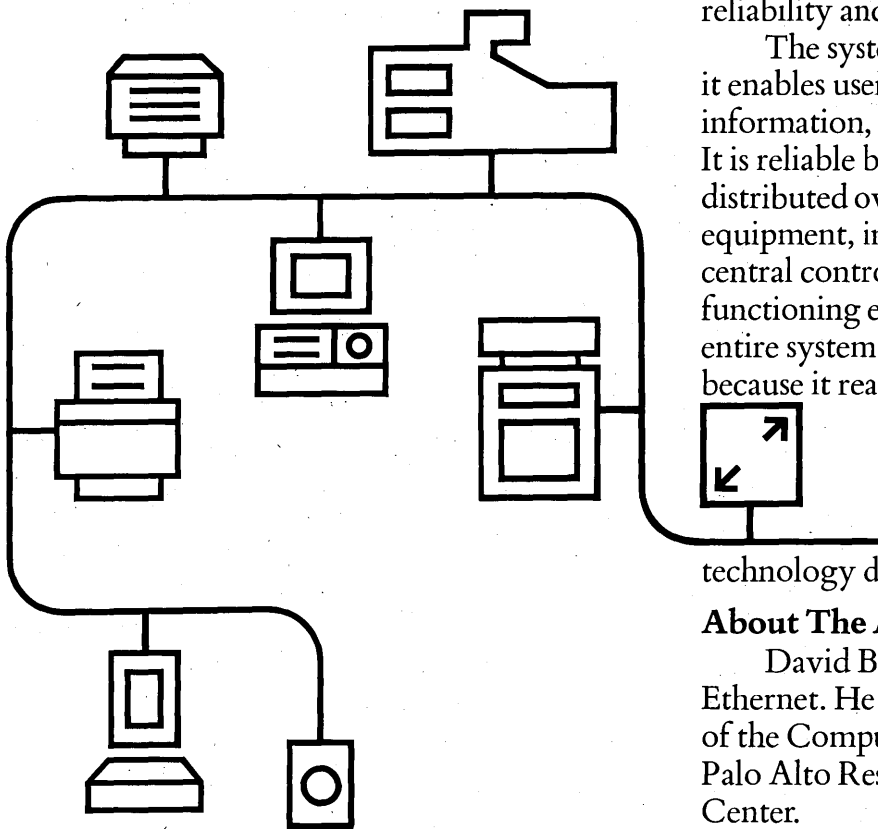 reliability and
The syste
it enables use
information,
It is reliable b
distributed ov
equipment, in
central contro
functioning e
entire system
because it rea
technology d
About The A
David B
Ethernet. He
of the Compu
Palo Alto Res
Center.